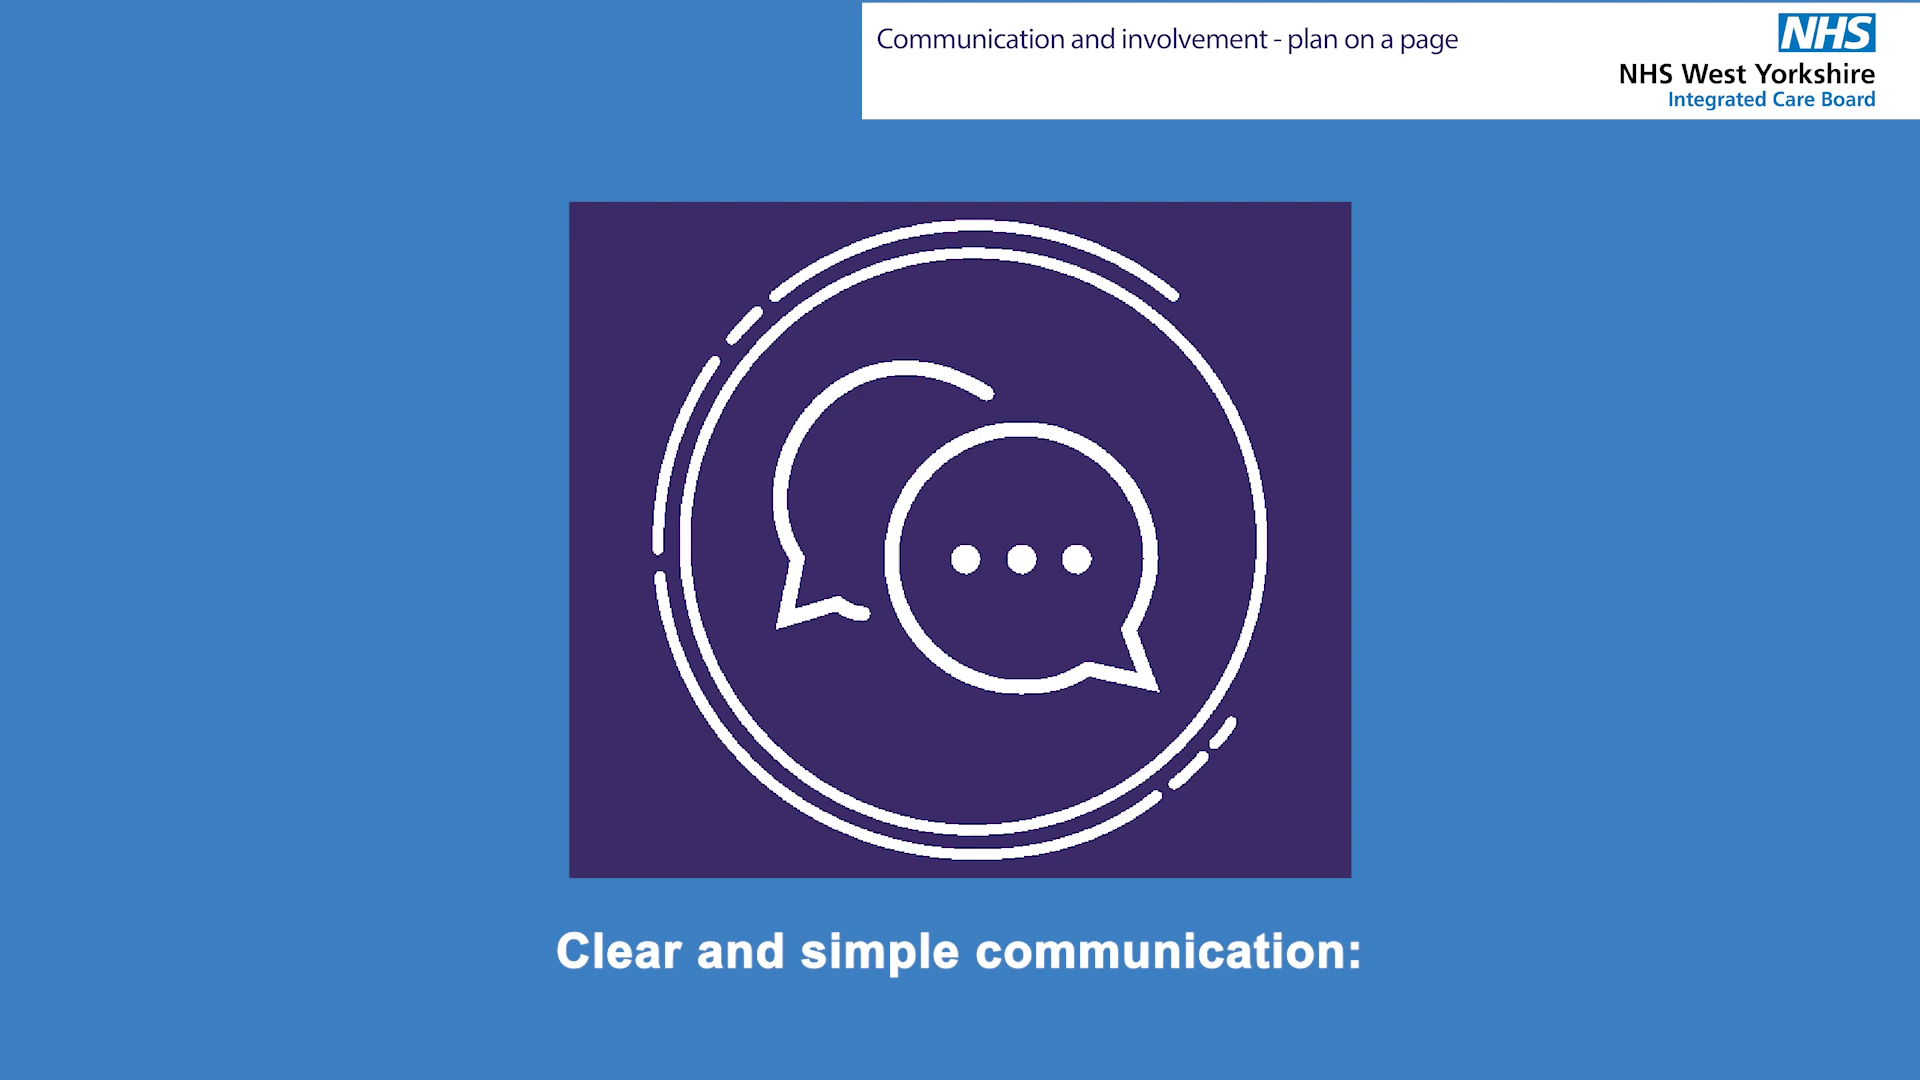 Communication and involvement - plan on a page
NHS
NHS West Yorkshire
Integrated Care Board
Clear and simple communication: